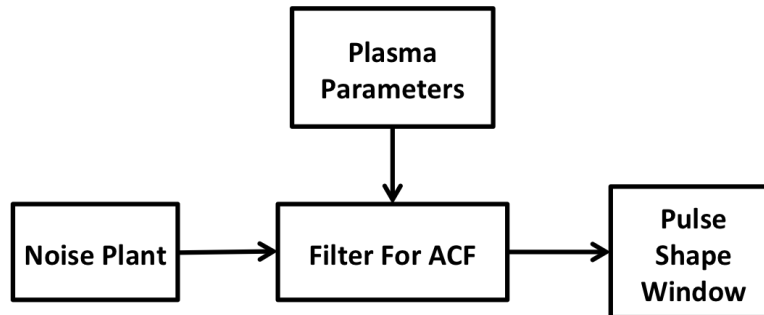 Plasma
Parameters
Noise Plant
Filter For ACF
Pulse
Shape
Window